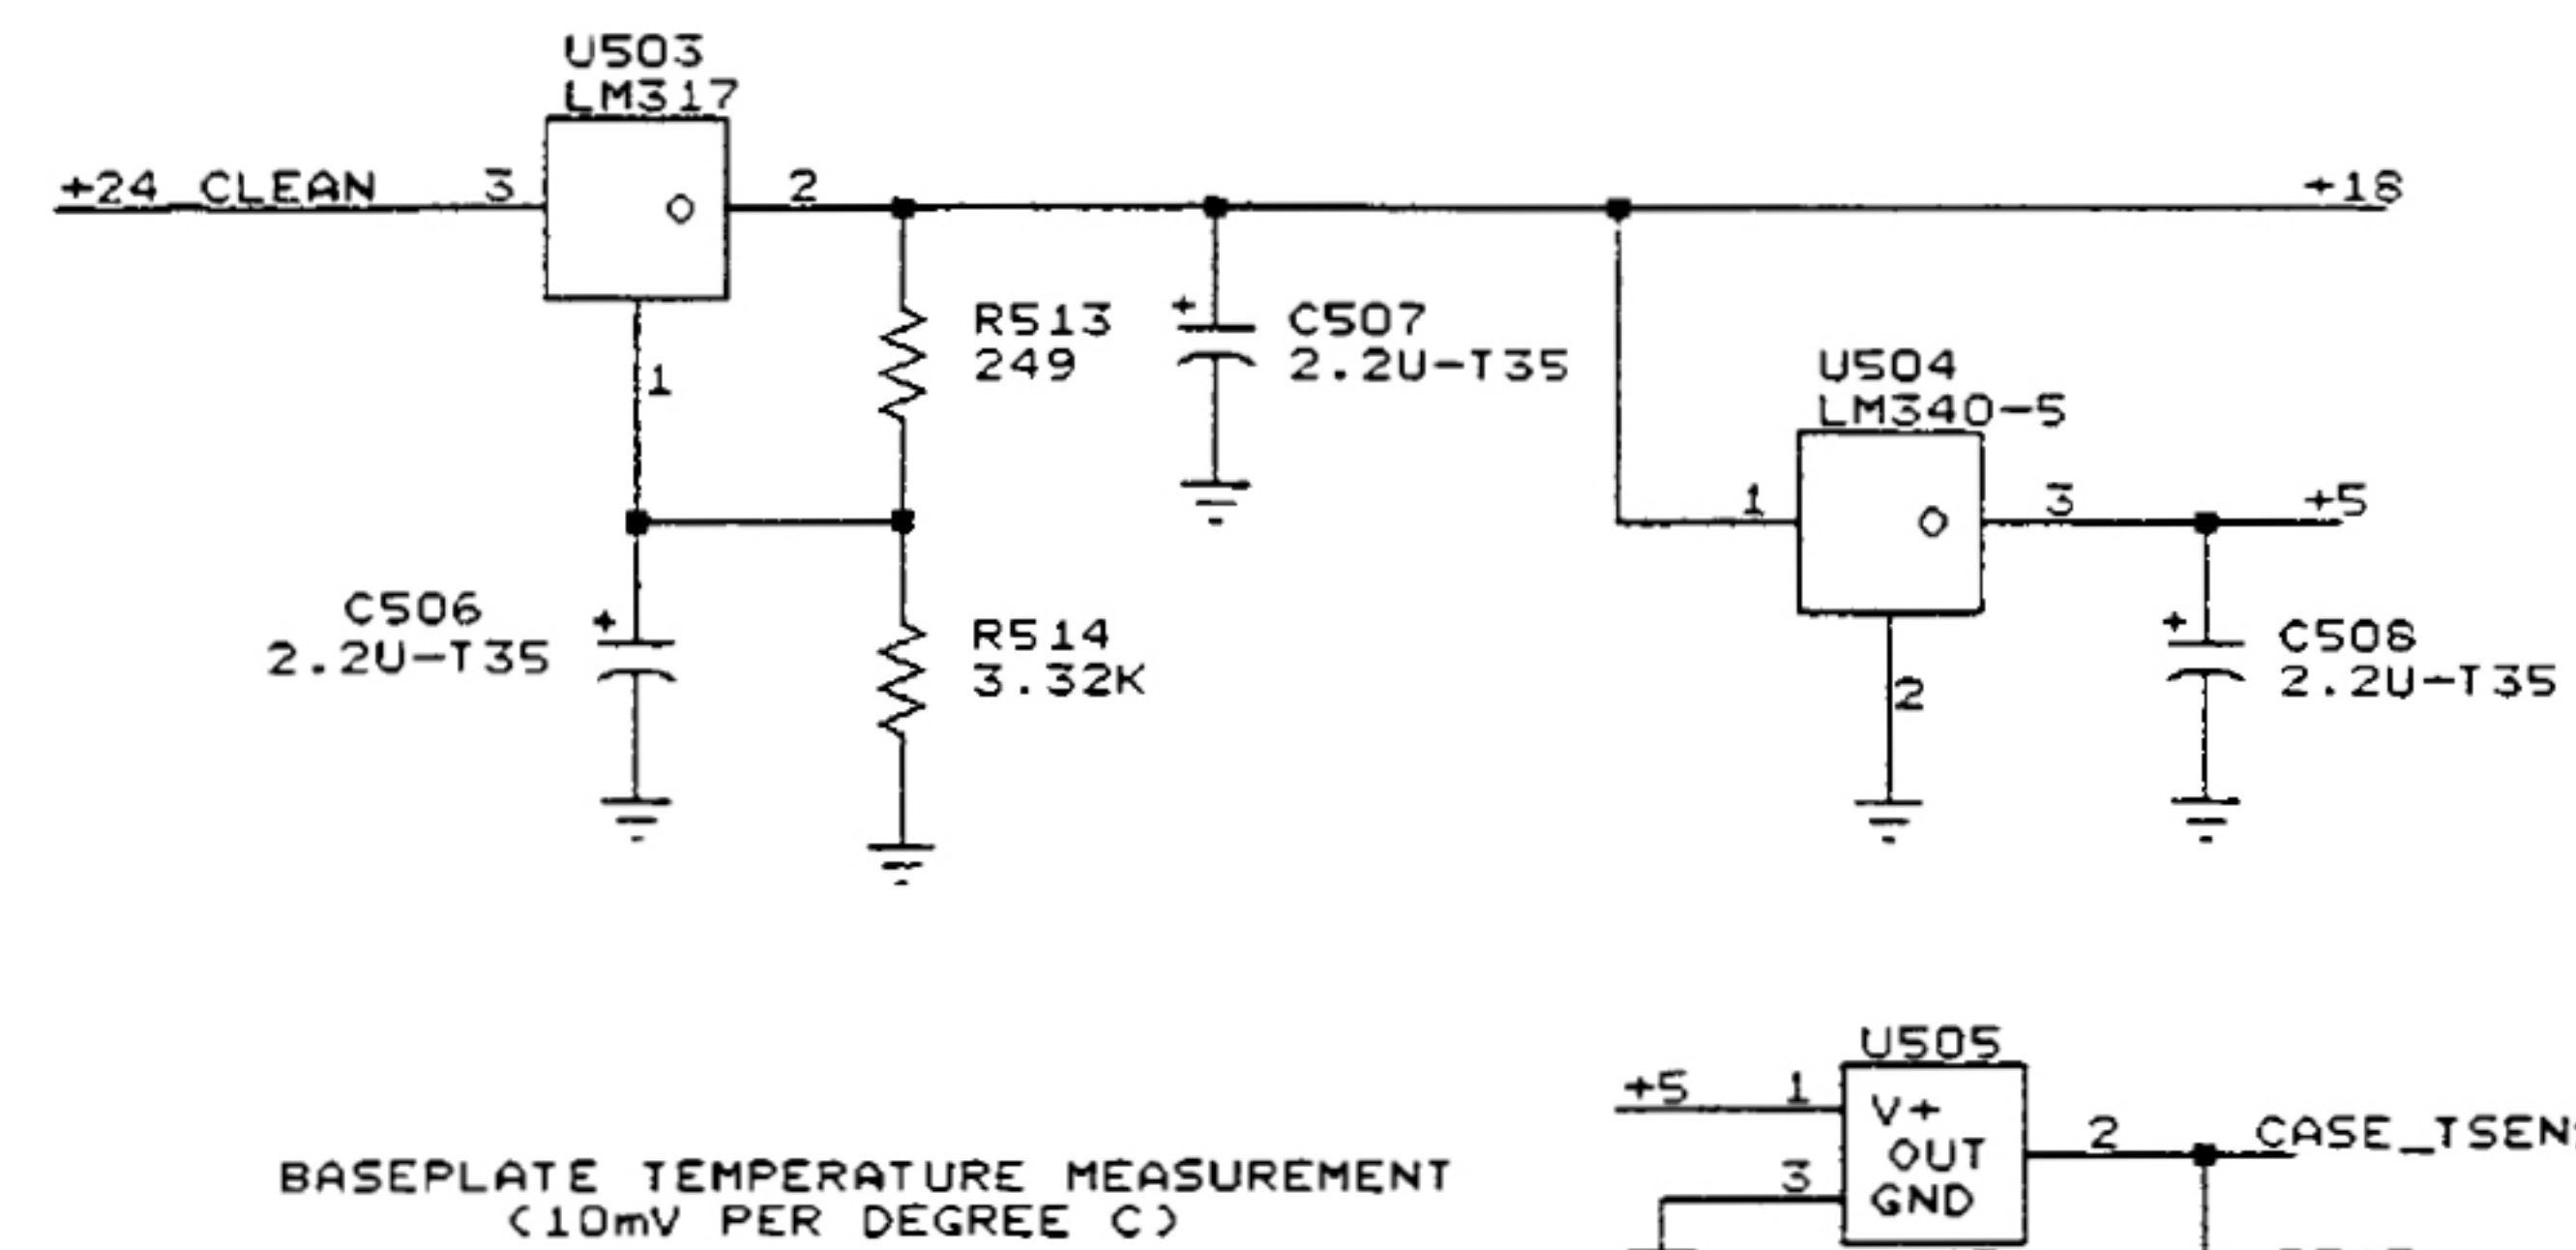 U503
LM317
+24 CLEAN
3
2
+18
R513
249
C507
2.2U-T35
1
U504
LM340-5
1
3
+5
C506
2.2U-T35
R514
3.32K
2
C508
2.2U-T35
U505
+5
1
V+
OUT
2
3
GND
BASEPLATE TEMPERATURE MEASUREMENT
(10mV PER DEGREE C)